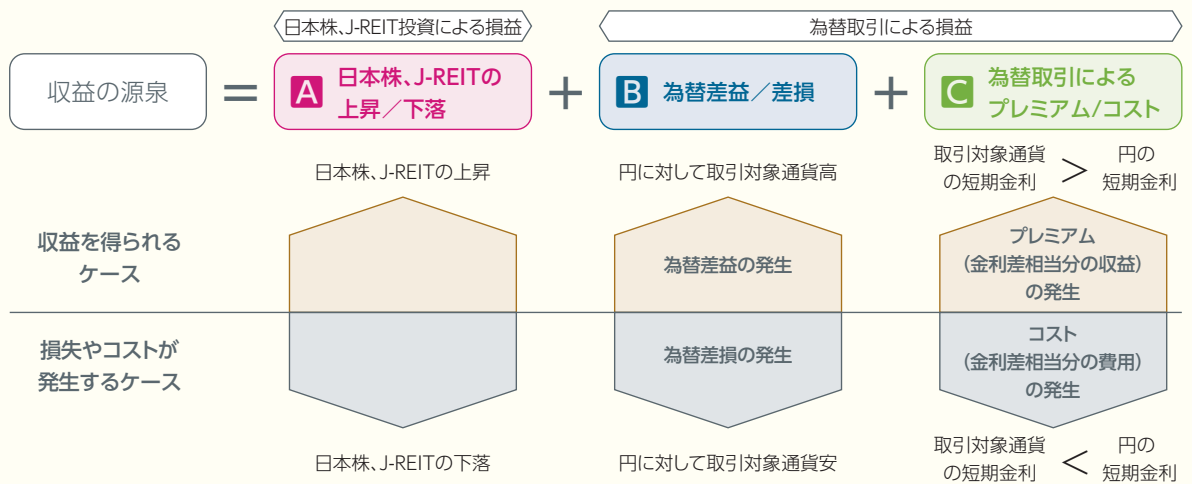 日本株、J-REIT投資による損益
為替取引による損益
収益の源泉
=
A
日本株、J-REITの
上昇／下落
+
B
為替差益／差損
+
C
為替取引による
プレミアム/コスト
日本株、J-REITの上昇
円に対して取引対象通貨高
取引対象通貨
の短期金利
>
円の
短期金利
収益を得られる
ケース
為替差益の発生
プレミアム
(金利差相当分の収益)
の発生
損失やコストが
発生するケース
為替差損の発生
コスト
(金利差相当分の費用)
の発生
日本株、J-REITの下落
円に対して取引対象通貨安
取引対象通貨
の短期金利
<
円の
短期金利